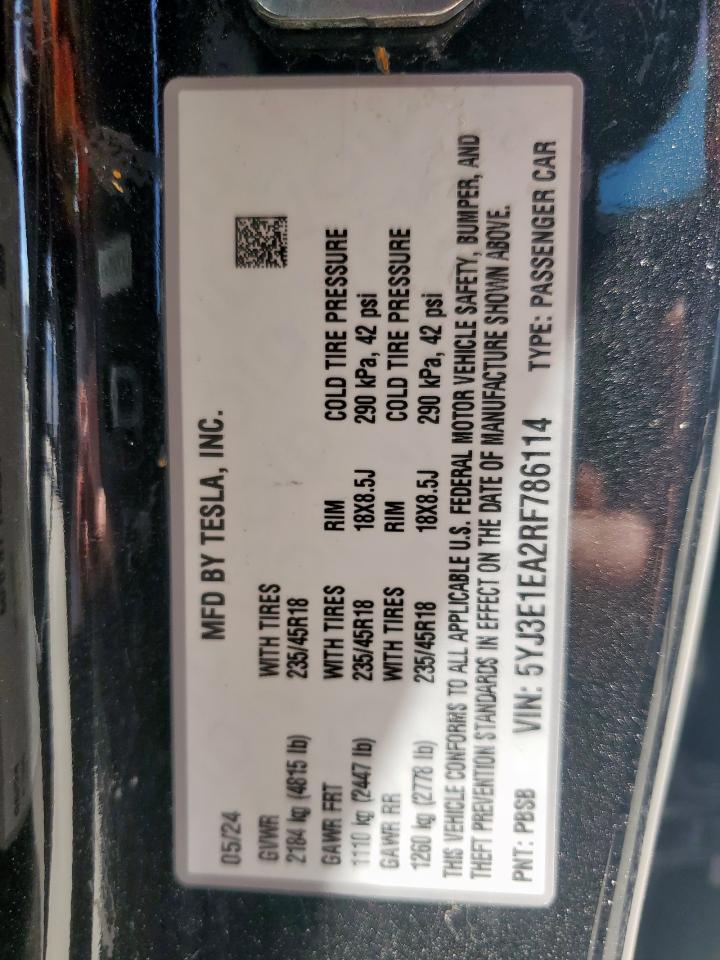 MFD BY TESLA, INC.
05/24
GVWR WITH TIRES
2184 kg (4815 lb) 235/45R18
GAWR FRT WITH TIRES RIM COLD TIRE PRESSURE
1110 kg (2447 lb) 235/45R18 18X8.5J 290 kPa, 42 psi
GAWR RR WITH TIRES RIM COLD TIRE PRESSURE
1260 kg (2778 lb) 235/45R18 18X8.5J 290 kPa, 42 psi
THIS VEHICLE CONFORMS TO ALL APPLICABLE U.S. FEDERAL MOTOR VEHICLE SAFETY, BUMPER, AND
THEFT PREVENTION STANDARDS IN EFFECT ON THE DATE OF MANUFACTURE SHOWN ABOVE.
PNT: PBSB VIN: 5YJ3E1EA2RF786114 TYPE: PASSENGER CAR